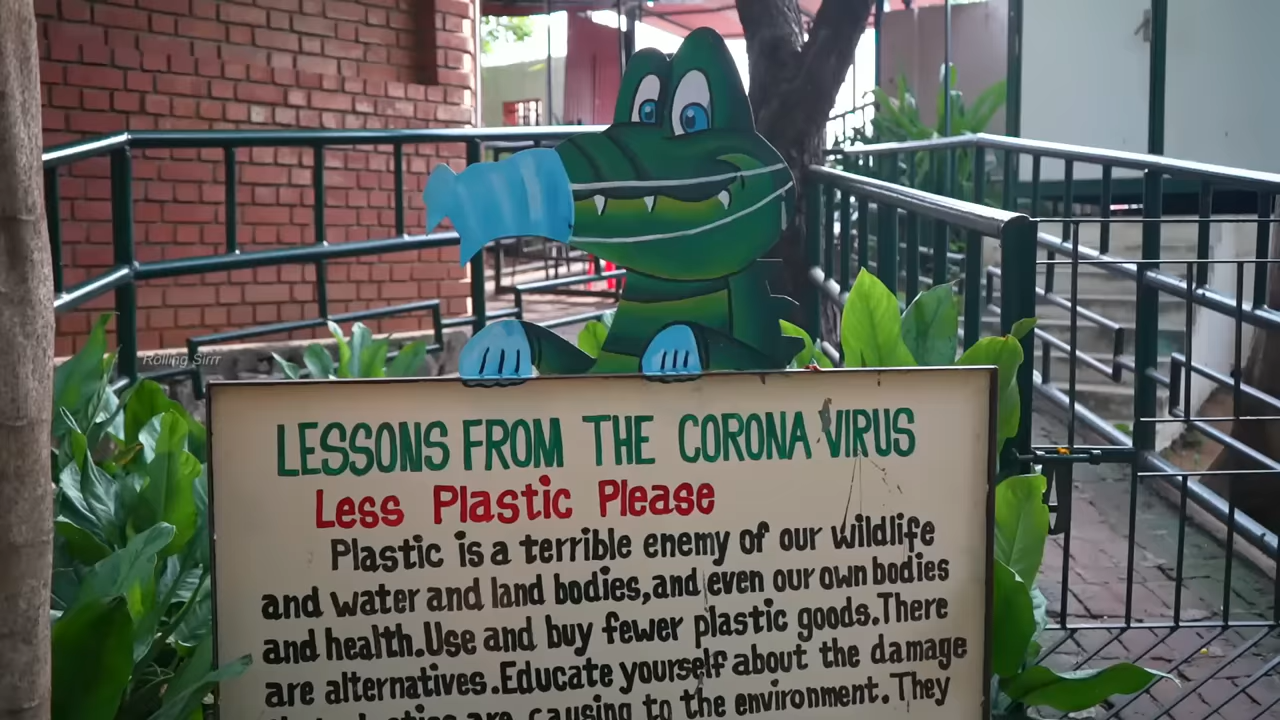 Rolling Sirrr
LESSONS FROM THE CORONA VIRUS
Less Plastic Please
Plastic is a terrible enemy of our wildlife
and water and land bodies,and even our own bodies
and health.Use and buy fewer plastic goods.There
are alternatives.Educate yourself about the damage
are causing to the environment.They